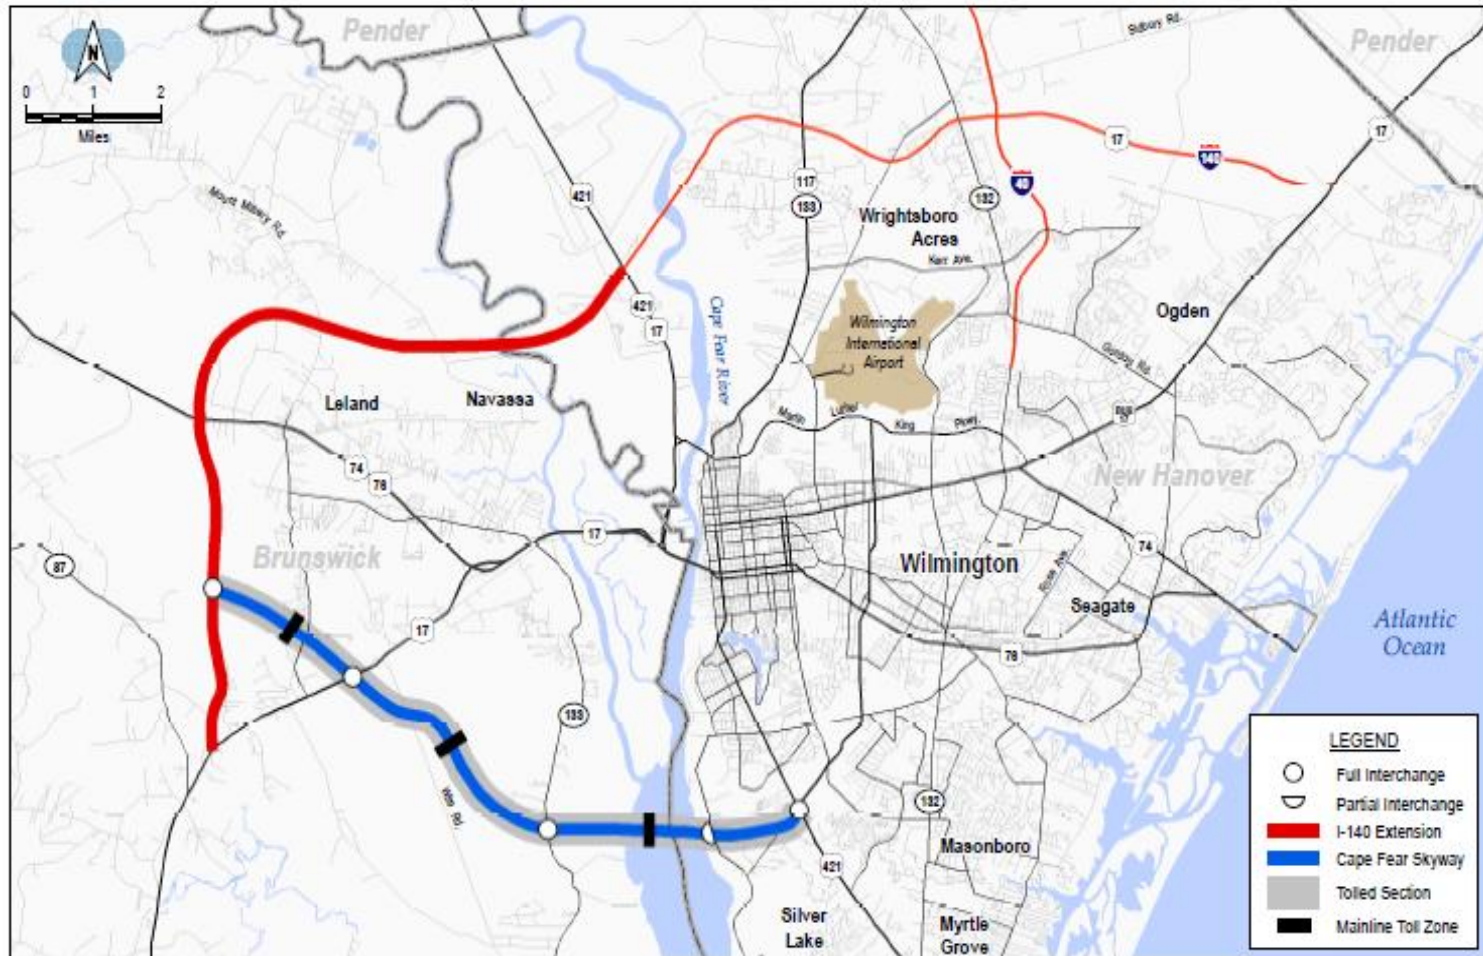 Pender
Sidbury Rd.
Pender
N
0 1 2
Miles
17
17
140
40
421
117
133
132
Mount Misery Rd.
Wrightsboro
Acres
Kerr Ave.
421
17
Cape Fear River
Wilmington
International
Airport
Ogden
Gordon Rd.
Leland
Navassa
Martin Luther King Pkwy.
74
76
New Hanover
17
Brunswick
87
Wilmington
74
Rose Ave.
Seagate
17
76
Atlantic
Ocean
133
132
Masonboro
421
Silver
Lake
Myrtle
Grove
LEGEND
Full Interchange
Partial Interchange
I-140 Extension
Cape Fear Skyway
Tolled Section
Mainline Toll Zone